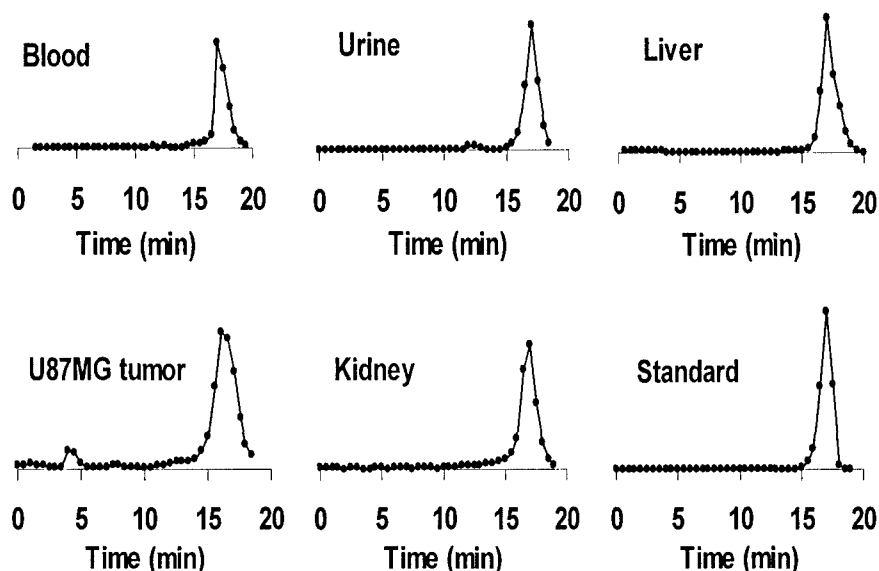 Blood
Urine
Liver
0 5 10 15 20
0 5 10 15 20
0 5 10 15 20
Time (min)
Time (min)
Time (min)
U87MG tumor
Kidney
Standard
0 5 10 15 20
0 5 10 15 20
0 5 10 15 20
Time (min)
Time (min)
Time (min)